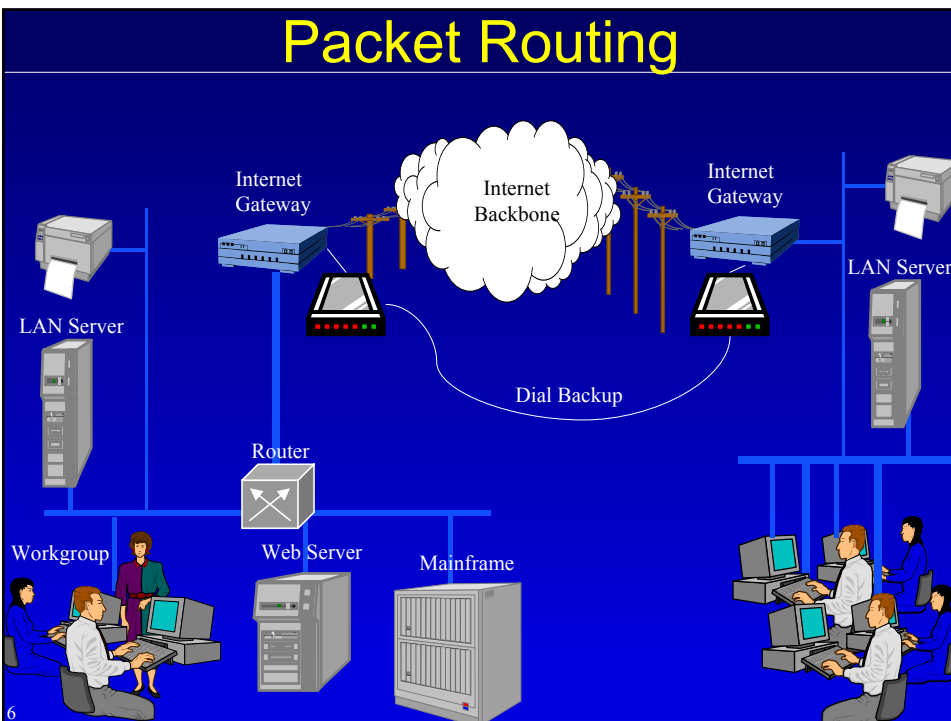 Packet Routing
Internet
Gateway
Internet
Backbone
Internet
Gateway
LAN Server
LAN Server
Dial Backup
Router
Workgroup
Web Server
Mainframe
6